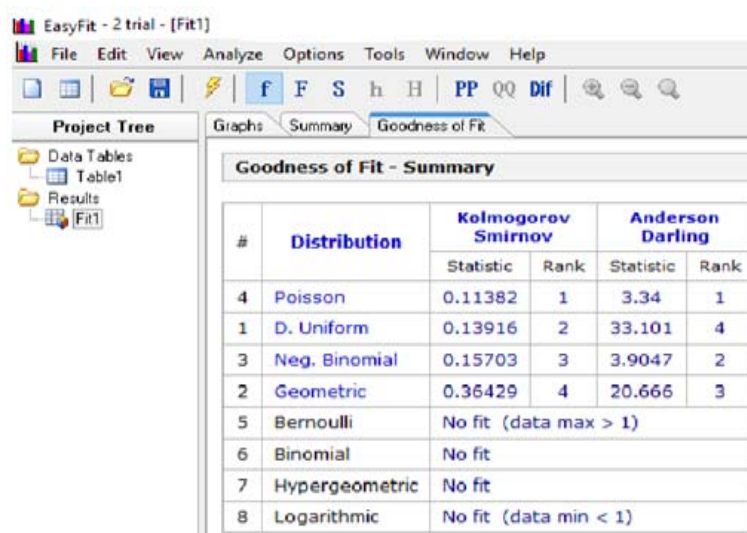 EasyFit - 2 trial - [Fit1]
File Edit View Analyze Options Tools Window Help
f F S h H PP QQ Dif
Project Tree
Data Tables
Table1
Results
Fit1
Graphs Summary Goodness of Fit
Goodness of Fit - Summary
# Distribution Kolmogorov Smirnov Anderson Darling
Statistic Rank Statistic Rank
4 Poisson 0.11382 1 3.34 1
1 D. Uniform 0.13916 2 33.101 4
3 Neg. Binomial 0.15703 3 3.9047 2
2 Geometric 0.36429 4 20.666 3
5 Bernoulli No fit (data max > 1)
6 Binomial No fit
7 Hypergeometric No fit
8 Logarithmic No fit (data min < 1)